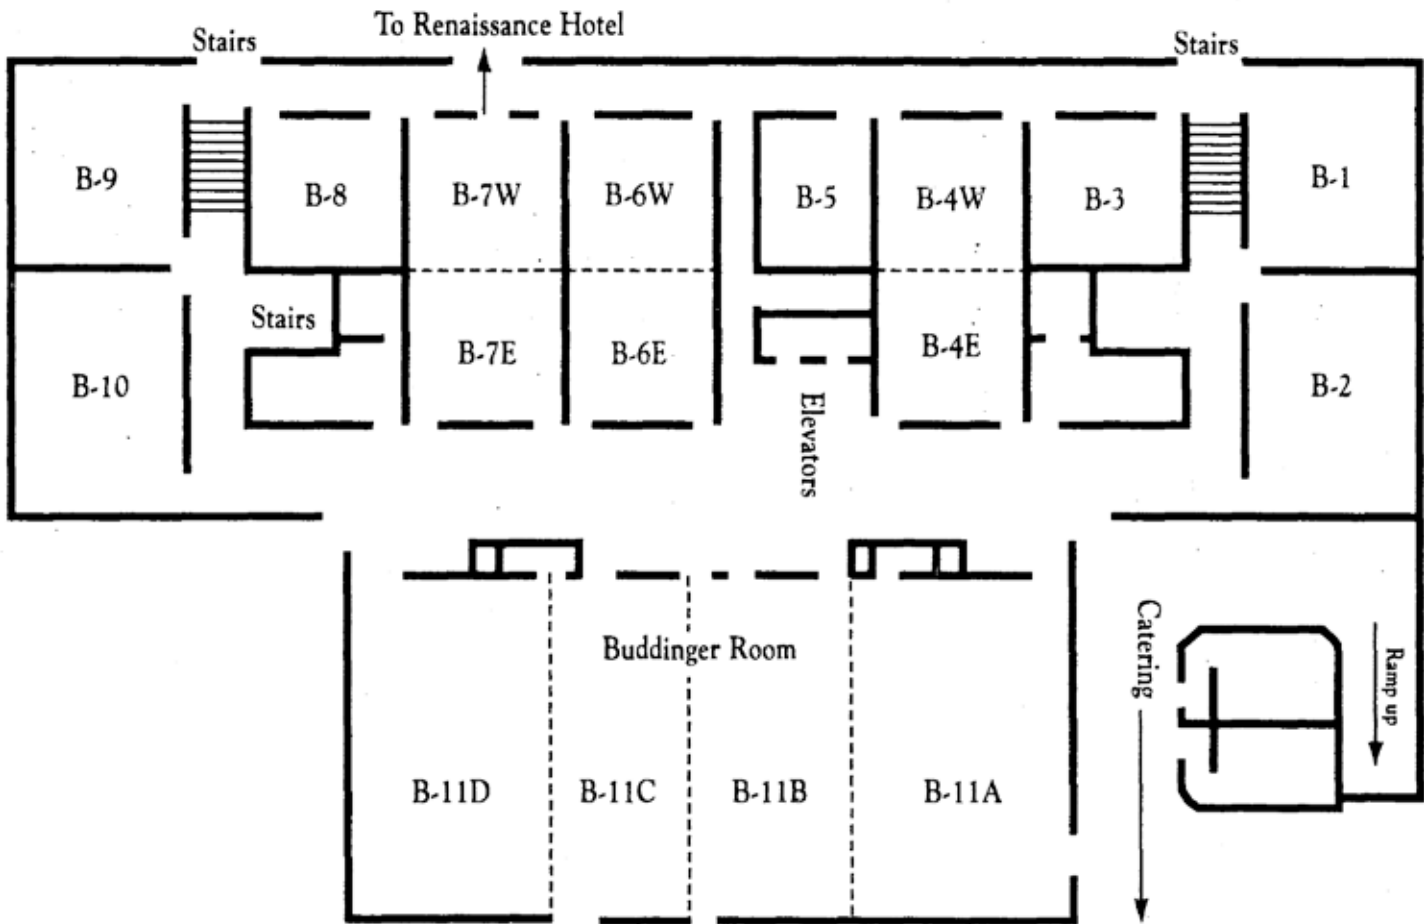 To Renaissance Hotel
Stairs
Stairs
B-9
B-8
B-7W
B-6W
B-5
B-4W
B-3
B-1
Stairs
B-7E
B-6E
B-4E
B-10
B-2
Elevators
Buddinger Room
Catering
Ramp up
B-11D
B-11C
B-11B
B-11A